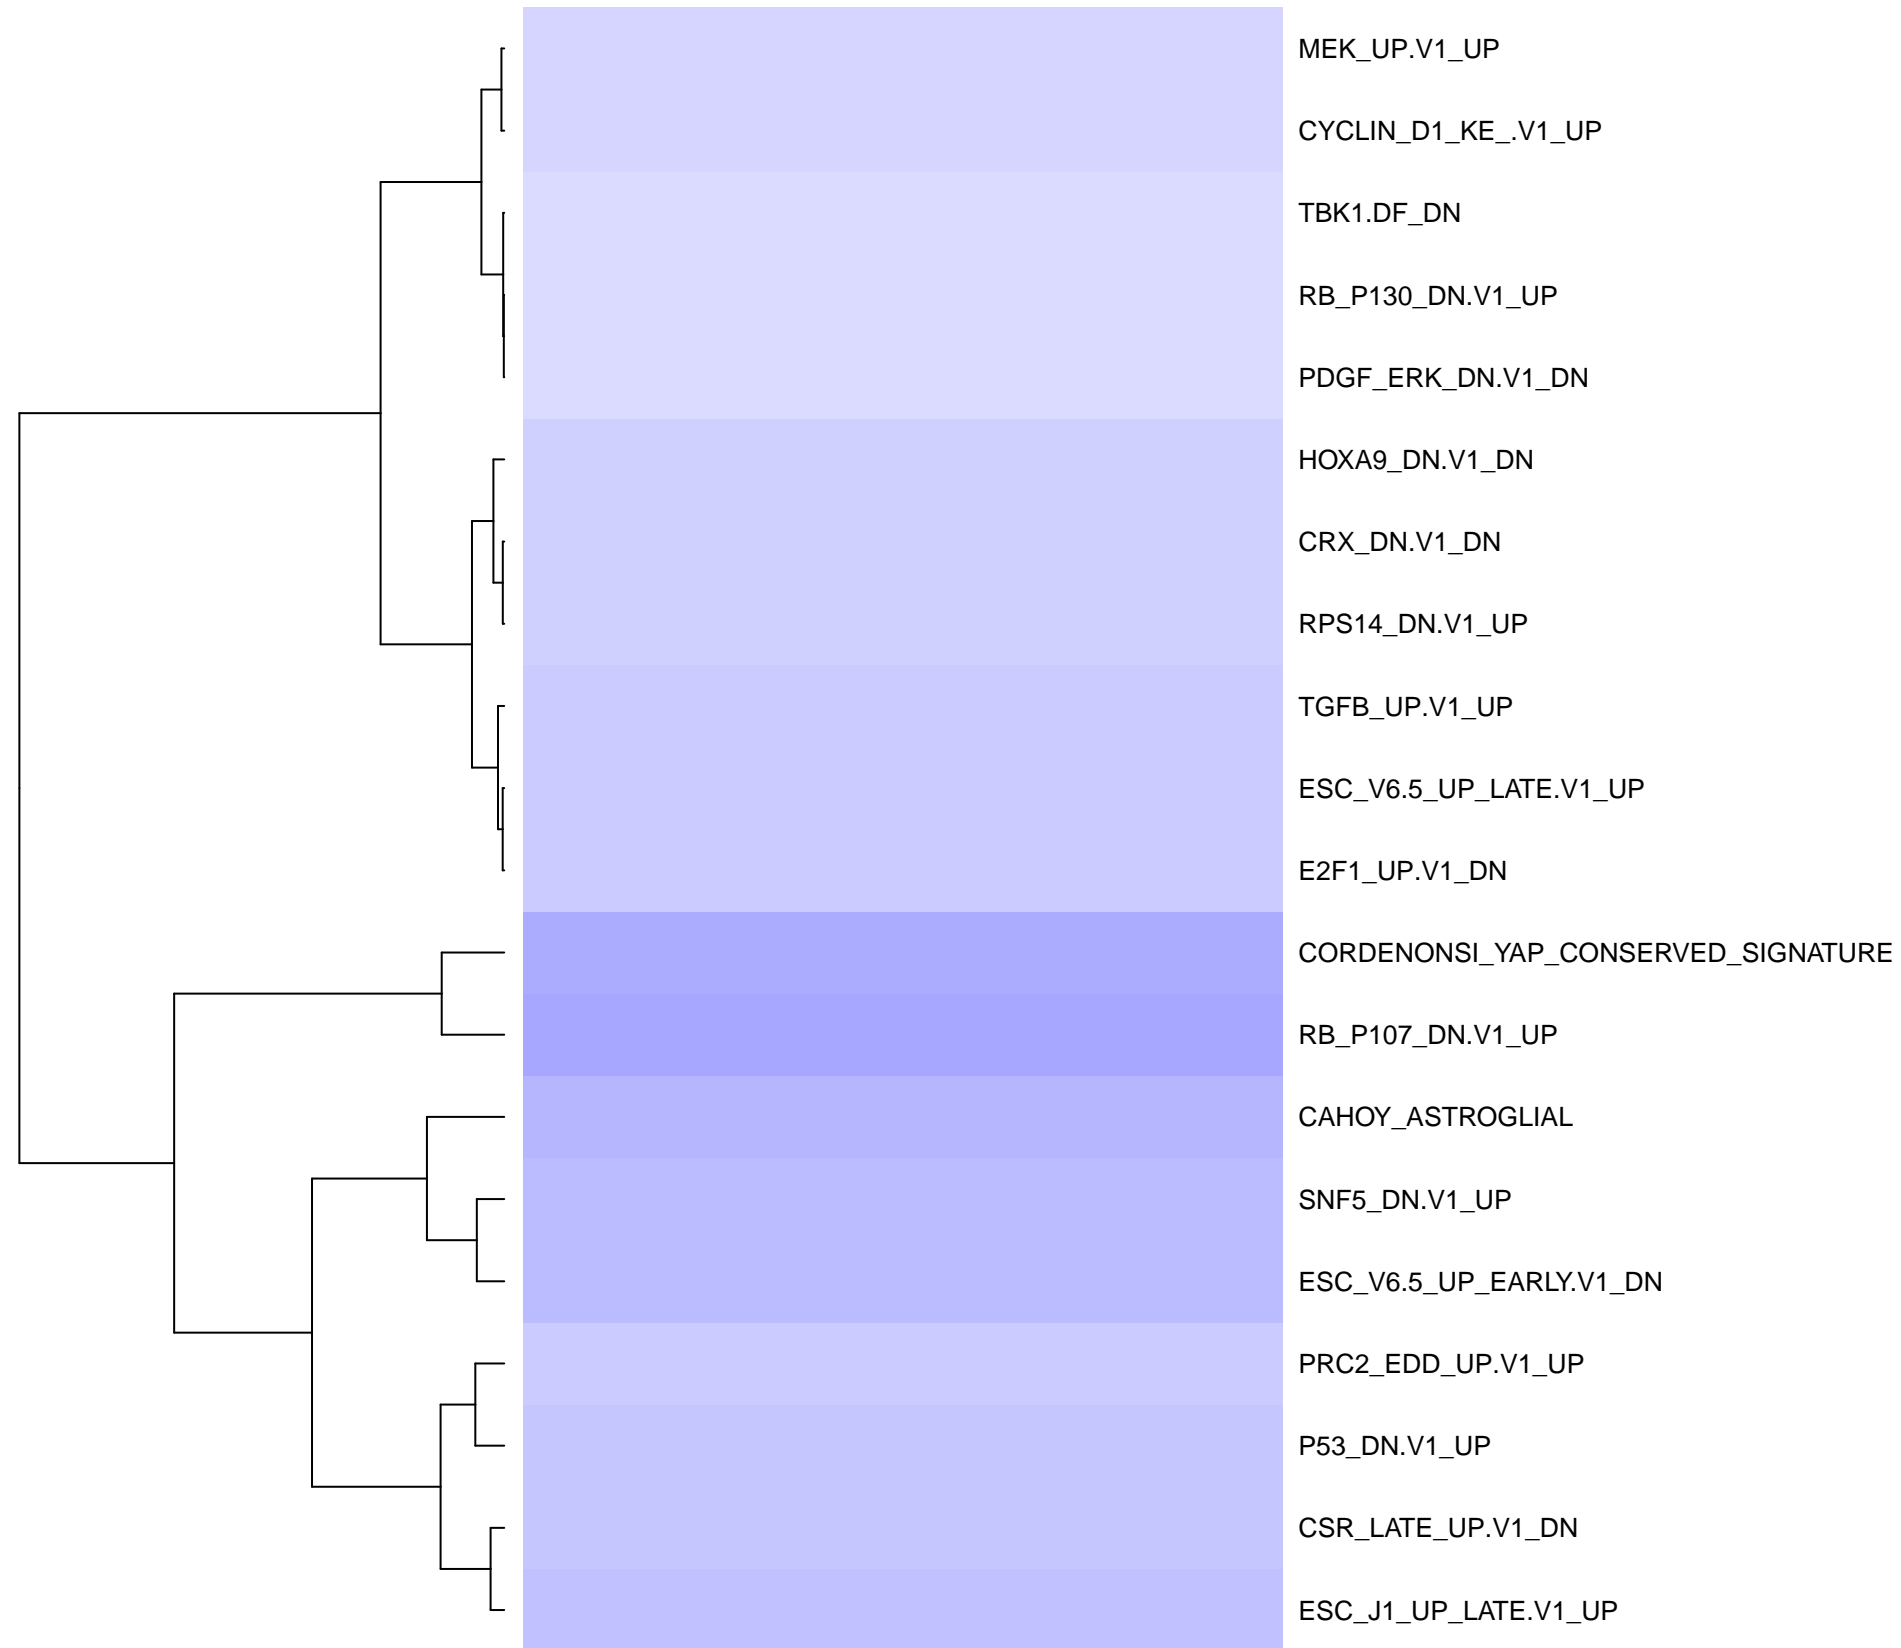 MEK_UP.V1_UP
CYCLIN_D1_KE_.V1_UP
TBK1.DF_DN
RB_P130_DN.V1_UP
PDGF_ERK_DN.V1_DN
HOXA9_DN.V1_DN
CRX_DN.V1_DN
RPS14_DN.V1_UP
TGFB_UP.V1_UP
ESC_V6.5_UP_LATE.V1_UP
E2F1_UP.V1_DN
CORDENONSI_YAP_CONSERVED_SIGNATURE
RB_P107_DN.V1_UP
CAHOY_ASTROGLIAL
SNF5_DN.V1_UP
ESC_V6.5_UP_EARLY.V1_DN
PRC2_EDD_UP.V1_UP
P53_DN.V1_UP
CSR_LATE_UP.V1_DN
ESC_J1_UP_LATE.V1_UP